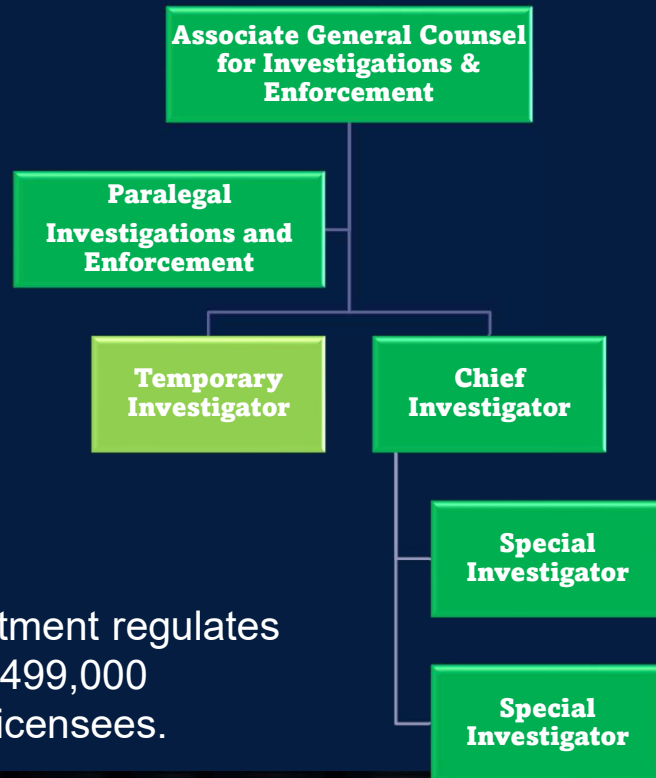 Associate General Counsel
for Investigations &
Enforcement
Paralegal
Investigations and
Enforcement
Temporary
Investigator
Chief
Investigator
Special
Investigator
tment regulates
499,000
icensees.
Special
Investigator